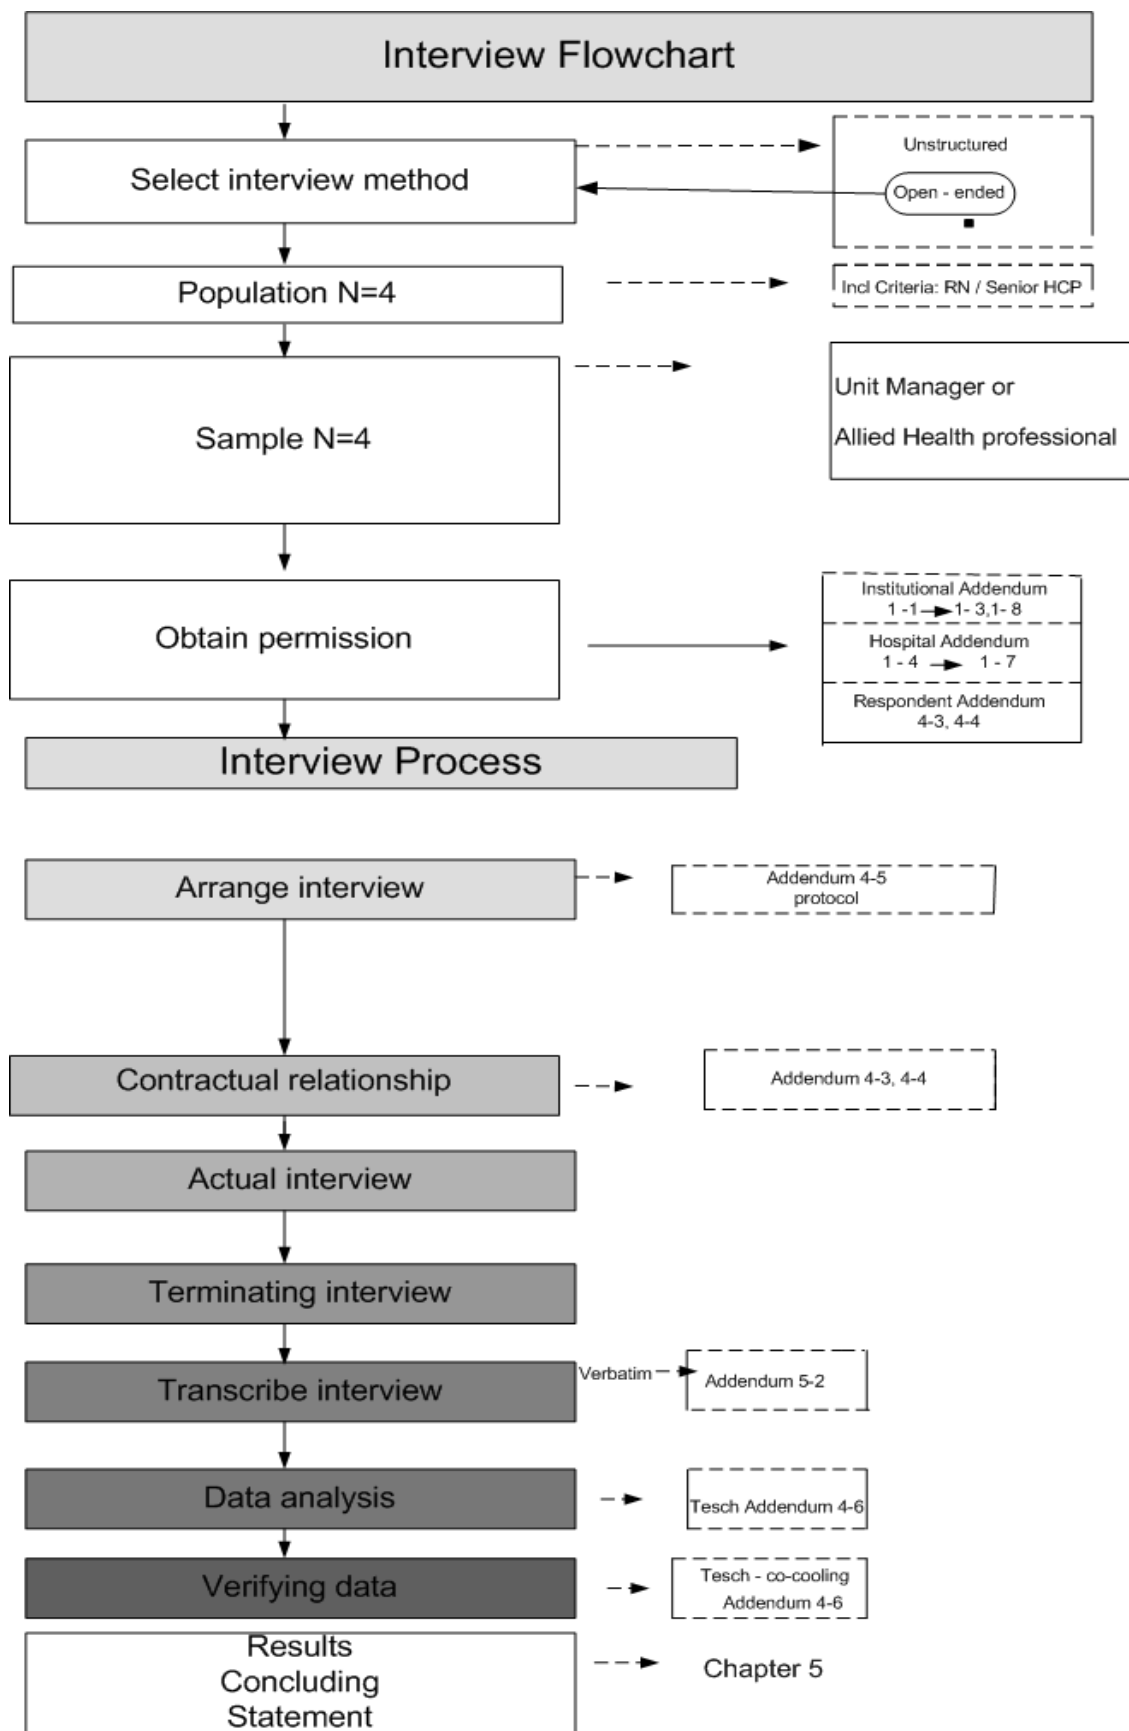 Interview Flowchart
Select interview method
Unstructured
Open - ended
Population N=4
Incl Criteria: RN / Senior HCP
Sample N=4
Unit Manager or
Allied Health professional
Obtain permission
Institutional Addendum
1 -1 → 1- 3,1- 8
Hospital Addendum
1 - 4 → 1 - 7
Respondent Addendum
4-3, 4-4
Interview Process
Arrange interview
Addendum 4-5
protocol
Contractual relationship
Addendum 4-3, 4-4
Actual interview
Terminating interview
Transcribe interview
Verbatim
Addendum 5-2
Data analysis
Tesch Addendum 4-6
Verifying data
Tesch - co-cooling
Addendum 4-6
Results
Concluding
Statement
Chapter 5